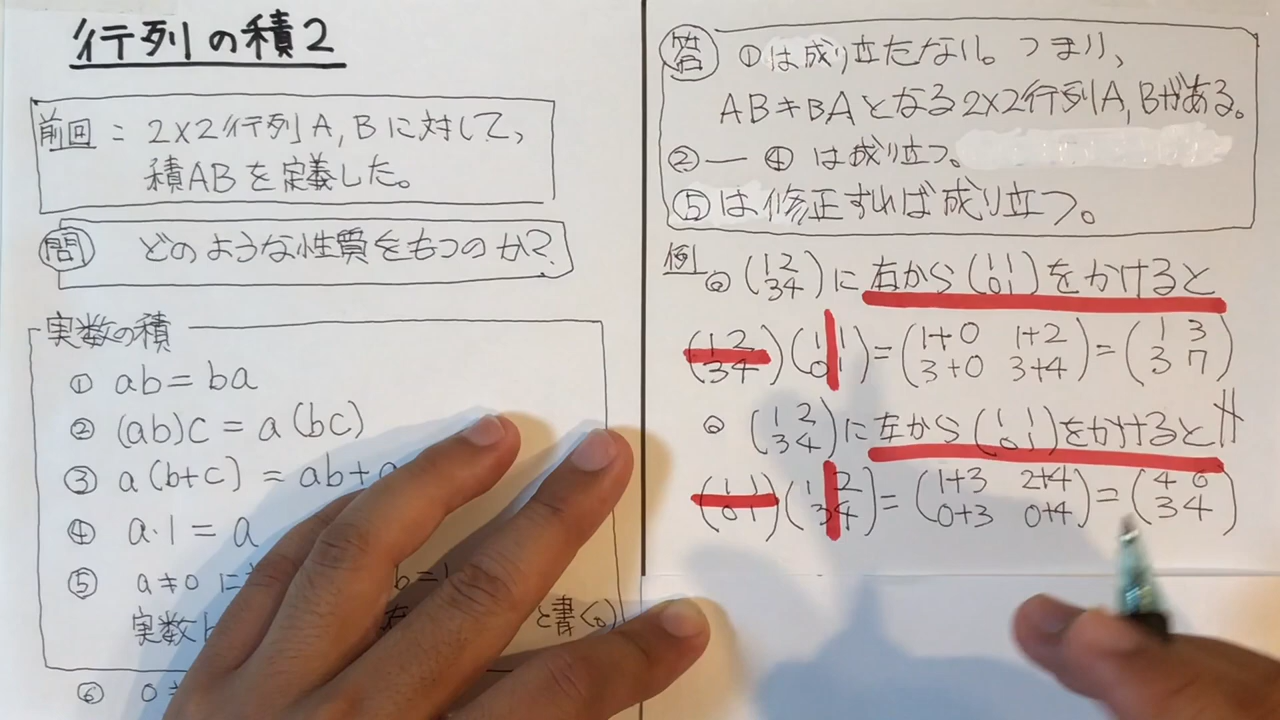 行列の積2
前回: 2×2行列A,Bに対して,
積ABを定義した。
問 どのような性質をもつのか?
実数の積
① ab=ba
② (ab)c = a(bc)
③ a(b+c) = ab+a
④ a・1 = a
⑤ a≠0 に b=1
実数b と書く。
⑥ 0
答 ①は成り立たない。つまり、
AB≠BAとなる2×2行列A,Bがある。
②ー④は成り立つ。
⑤は修正すれば成り立つ。
例 。(1 2
3 4)に右から(1 1
0 1)をかけると
(1 2
3 4)(1 1
0 1)=(1+0 1+2
3+0 3+4)=(1 3
3 7)
。(1 2
3 4)に左から(1 1
0 1)をかけると
(1 1
0 1)(1 2
3 4)=(1+3 2+4
0+3 0+4)=(4 6
3 4)